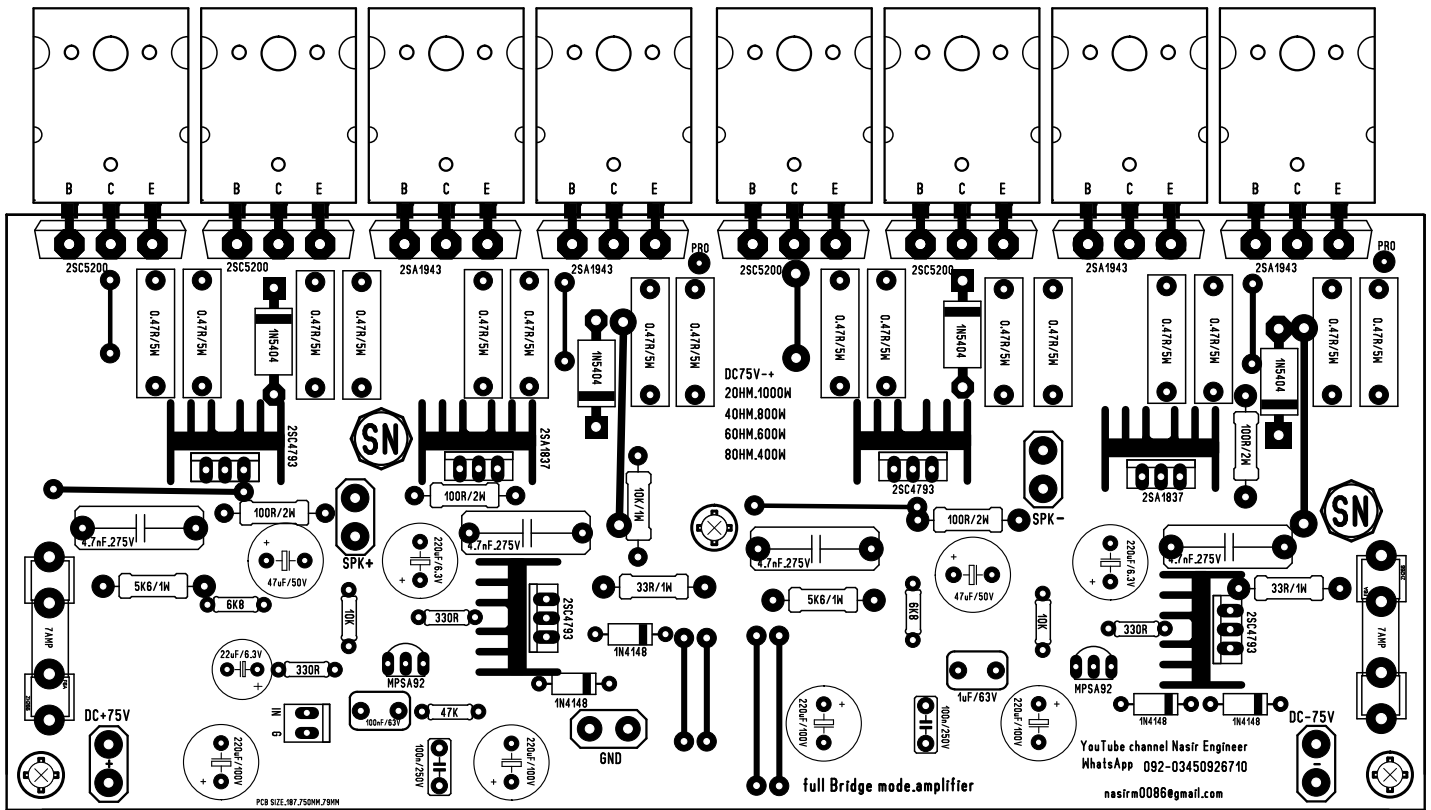 B C E B C E B C E B C E B C E B C E B C E B C E
2SC5200 2SC5200 2SA1943 2SA1943 2SC5200 2SC5200 2SA1943 2SA1943
PRO PRO
0.47R/5W 0.47R/5W 0.47R/5W 0.47R/5W 0.47R/5W 0.47R/5W 0.47R/5W 0.47R/5W 0.47R/5W 0.47R/5W 0.47R/5W 0.47R/5W 0.47R/5W 0.47R/5W 0.47R/5W 0.47R/5W
1N5404 1N5404 1N5404 1N5404
DC75V-+
2OHM.1000W
4OHM.800W
6OHM.600W
8OHM.400W
2SC4793 SN 2SA1837 2SC4793 2SA1837 100R/2W
100R/2W 100R/2W 10K/1W 100R/2W SPK- SN
4.7nF.275V SPK+ 4.7nF.275V 4.7nF.275V 4.7nF.275V
+ 47uF/50V + 220uF/6.3V + 47uF/50V + 220uF/6.3V
5K6/1W 6K8 10K 33R/1W 5K6/1W 6K8 10K 33R/1W
7AMP 330R 2SC4793 330R 2SC4793 7AMP
22uF/6.3V + 330R MPSA92 1N4148 1uF/63V MPSA92
1N4148 1N4148 1N4148
DC+75V IN G 100nF/63V 47K DC-75V
+ 220uF/100V + 100n/250V 220uF/100V + GND 220uF/100V + 100n/250V 220uF/100V + -
YouTube channel Nasir Engineer
WhatsApp 092-03450926710
full Bridge mode.amplifier
nasirm0086@gmail.com
PCB SIZE.187.750MM.79MM